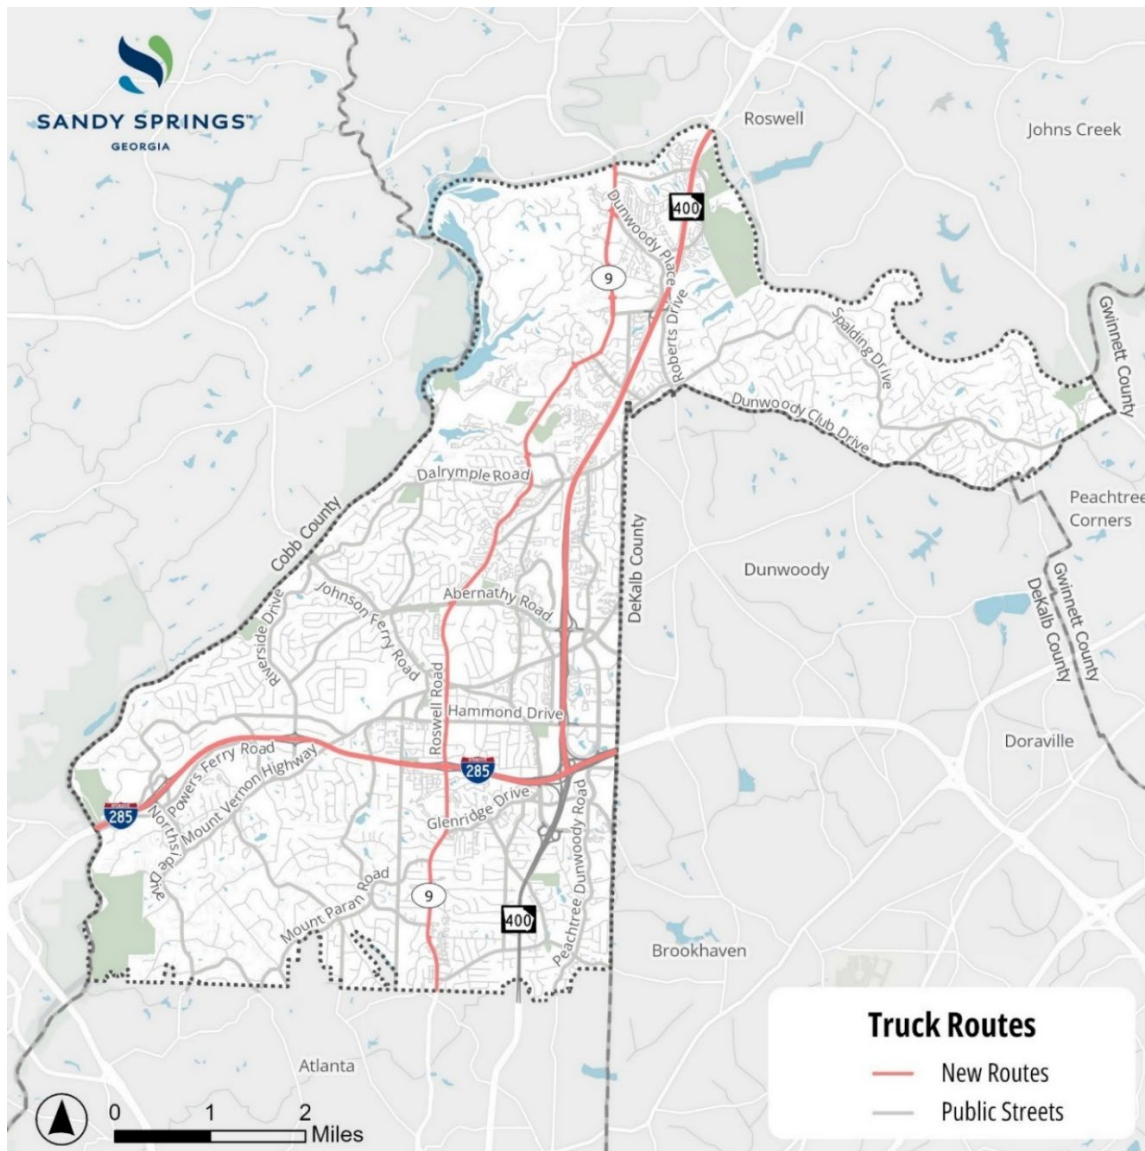 SANDY SPRINGS™
GEORGIA
Roswell
Johns Creek
400
Dunwoody Place
9
Roberts Drive
Spalding Drive
Gwinnett County
Dunwoody Club Drive
Dalrymple Road
Peachtree
Corners
Cobb County
DeKalb County
Dunwoody
Gwinnett County
DeKalb County
Abernathy Road
Johnson Ferry Road
Riverside Drive
Roswell Road
Hammond Drive
Doraville
Powers Ferry Road
285
Mount Vernon Highway
285
Northside Drive
Glenridge Drive
Peachtree Dunwoody Road
9
Mount Paran Road
400
Brookhaven
Atlanta
Truck Routes
New Routes
Public Streets
0 1 2
Miles